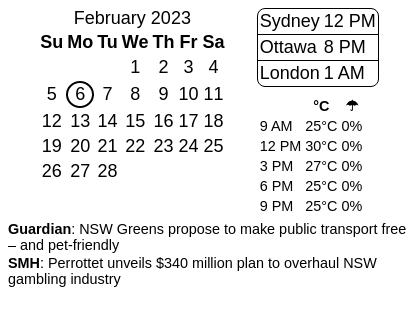 February 2023
Su Mo Tu We Th Fr Sa
1 2 3 4
5 6 7 8 9 10 11
12 13 14 15 16 17 18
19 20 21 22 23 24 25
26 27 28
Sydney 12 PM
Ottawa 8 PM
London 1 AM
°C ☂
9 AM 25°C 0%
12 PM 30°C 0%
3 PM 27°C 0%
6 PM 25°C 0%
9 PM 25°C 0%
Guardian: NSW Greens propose to make public transport free
– and pet-friendly
SMH: Perrottet unveils $340 million plan to overhaul NSW
gambling industry